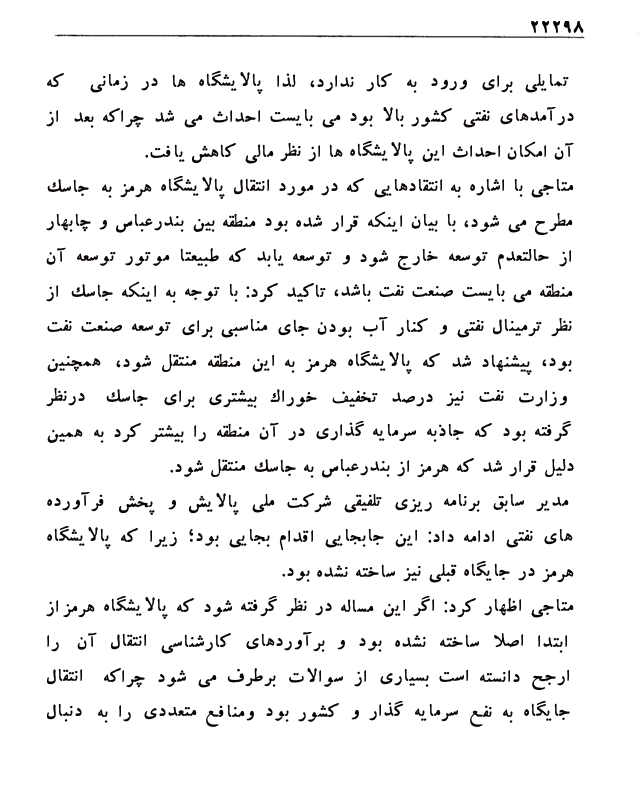 ۲۲۲۹۸
تمایلی برای ورود به کار ندارد، لذا پالایشگاه ها در زمانی که
درآمدهای نفتی کشور بالا بود می بایست احداث می شد چراکه بعد از
آن امکان احداث این پالایشگاه ها از نظر مالی کاهش یافت.
متاجی با اشاره به انتقادهایی که در مورد انتقال پالایشگاه هرمز به جاسك
مطرح می شود، با بیان اینکه قرار شده بود منطقه بین بندرعباس و چابهار
از حالتعدم توسعه خارج شود و توسعه یابد که طبیعتا موتور توسعه آن
منطقه می بایست صنعت نفت باشد، تاکید کرد: با توجه به اینکه جاسك از
نظر ترمینال نفتی و کنار آب بودن جای مناسبی برای توسعه صنعت نفت
بود، پیشنهاد شد که پالایشگاه هرمز به این منطقه منتقل شود، همچنین
وزارت نفت نیز درصد تخفیف خوراك بیشتری برای جاسك درنظر
گرفته بود که جاذبه سرمایه گذاری در آن منطقه را بیشتر کرد به همین
دلیل قرار شد که هرمز از بندرعباس به جاسك منتقل شود.
مدیر سابق برنامه ریزی تلفیقی شرکت ملی پالایش و پخش فرآورده
های نفتی ادامه داد: این جابجایی اقدام بجایی بود؛ زیرا که پالایشگاه
هرمز در جایگاه قبلی نیز ساخته نشده بود.
متاجی اظهار کرد: اگر این مساله در نظر گرفته شود که پالایشگاه هرمز از
ابتدا اصلا ساخته نشده بود و برآوردهای کارشناسی انتقال آن را
ارجح دانسته است بسیاری از سوالات برطرف می شود چراکه انتقال
جایگاه به نفع سرمایه گذار و کشور بود ومنافع متعددی را به دنبال